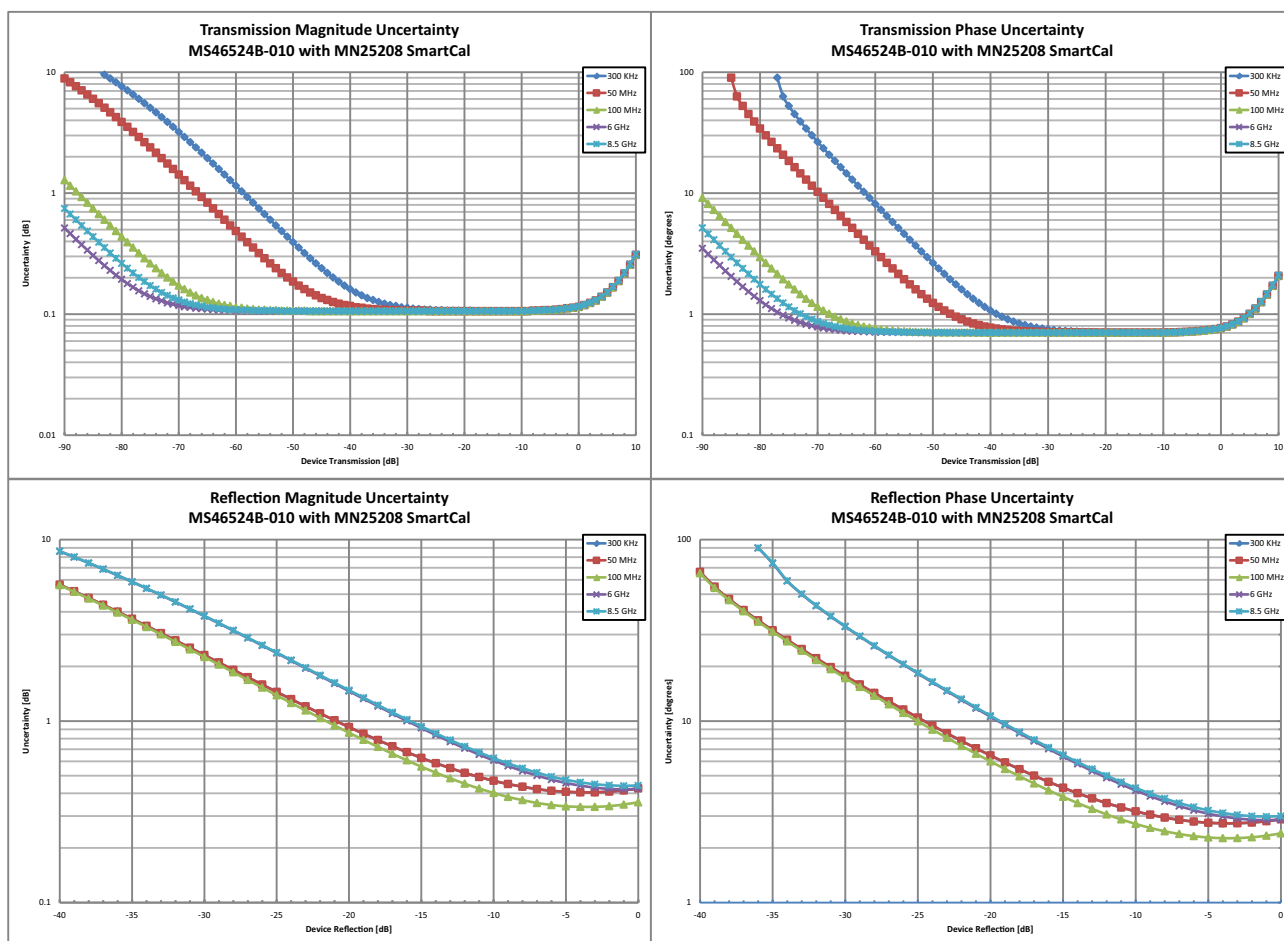 Transmission Magnitude Uncertainty
MS46524B-010 with MN25208 SmartCal
10
1
0.1
0.01
Uncertainty [dB]
-90 -80 -70 -60 -50 -40 -30 -20 -10 0 10
Device Transmission [dB]
300 KHz
50 MHz
100 MHz
6 GHz
8.5 GHz
Transmission Phase Uncertainty
MS46524B-010 with MN25208 SmartCal
100
10
1
0.1
Uncertainty [degrees]
-90 -80 -70 -60 -50 -40 -30 -20 -10 0 10
Device Transmission [dB]
300 KHz
50 MHz
100 MHz
6 GHz
8.5 GHz
Reflection Magnitude Uncertainty
MS46524B-010 with MN25208 SmartCal
10
1
0.1
Uncertainty [dB]
-40 -35 -30 -25 -20 -15 -10 -5 0
Device Reflection [dB]
300 KHz
50 MHz
100 MHz
6 GHz
8.5 GHz
Reflection Phase Uncertainty
MS46524B-010 with MN25208 SmartCal
100
10
1
Uncertainty [degrees]
-40 -35 -30 -25 -20 -15 -10 -5 0
Device Reflection [dB]
300 KHz
50 MHz
100 MHz
6 GHz
8.5 GHz